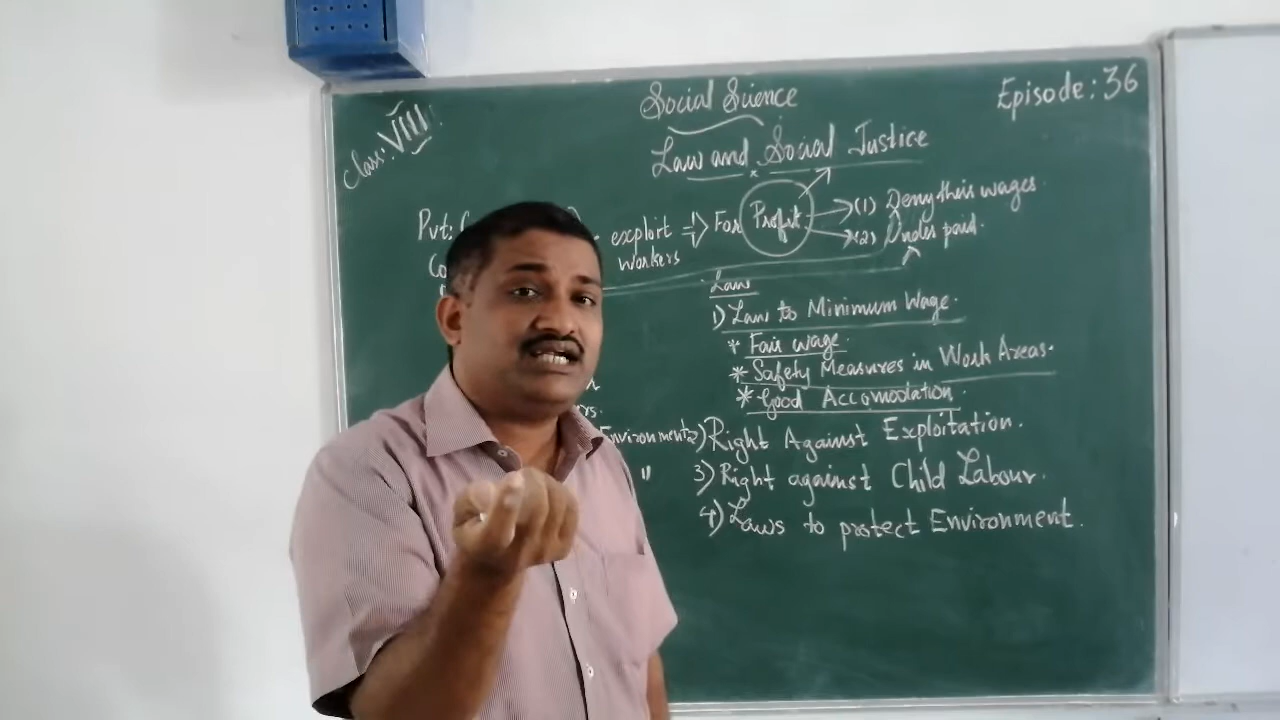 Social Science
Episode: 36
Class: VIII
Law and Social Justice
Pvt: exploit workers => For Profit
(1) Deny their wages.
(2) Under paid.
Law
1) Law to Minimum Wage.
* Fair wage.
* Safety Measures in Work Areas.
* Good Accomodation.
Environment
2) Right Against Exploitation.
" 3) Right against Child Labour.
4) Laws to protect Environment.